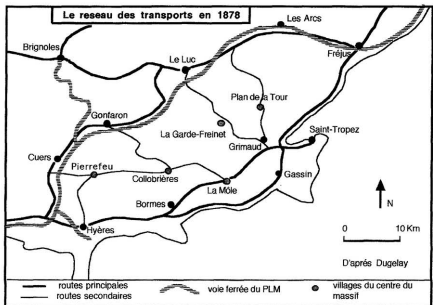 Le reseau des transports en 1878
Les Arcs
Brignoles
Le Luc
Fréjus
Plan de la Tour
Gonfaron
La Garde-Freinet
Saint-Tropez
Grimaud
Cuers
Pierrefeu
Collobrières
La Môle
Gassin
Bormes
N
Hyères
0 10 Km
D'aprés Dugelay
routes principales
routes secondaires
voie ferrée du PLM
villages du centre du
massif